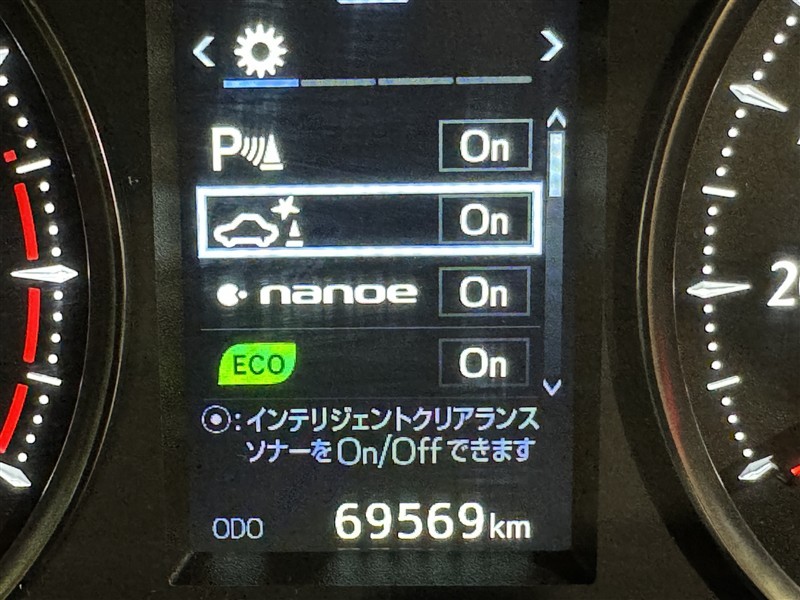 P On
On
nanoe On
ECO On
:インテリジェントクリアランス
ソナーをOn/Offできます
ODO 69569km
2